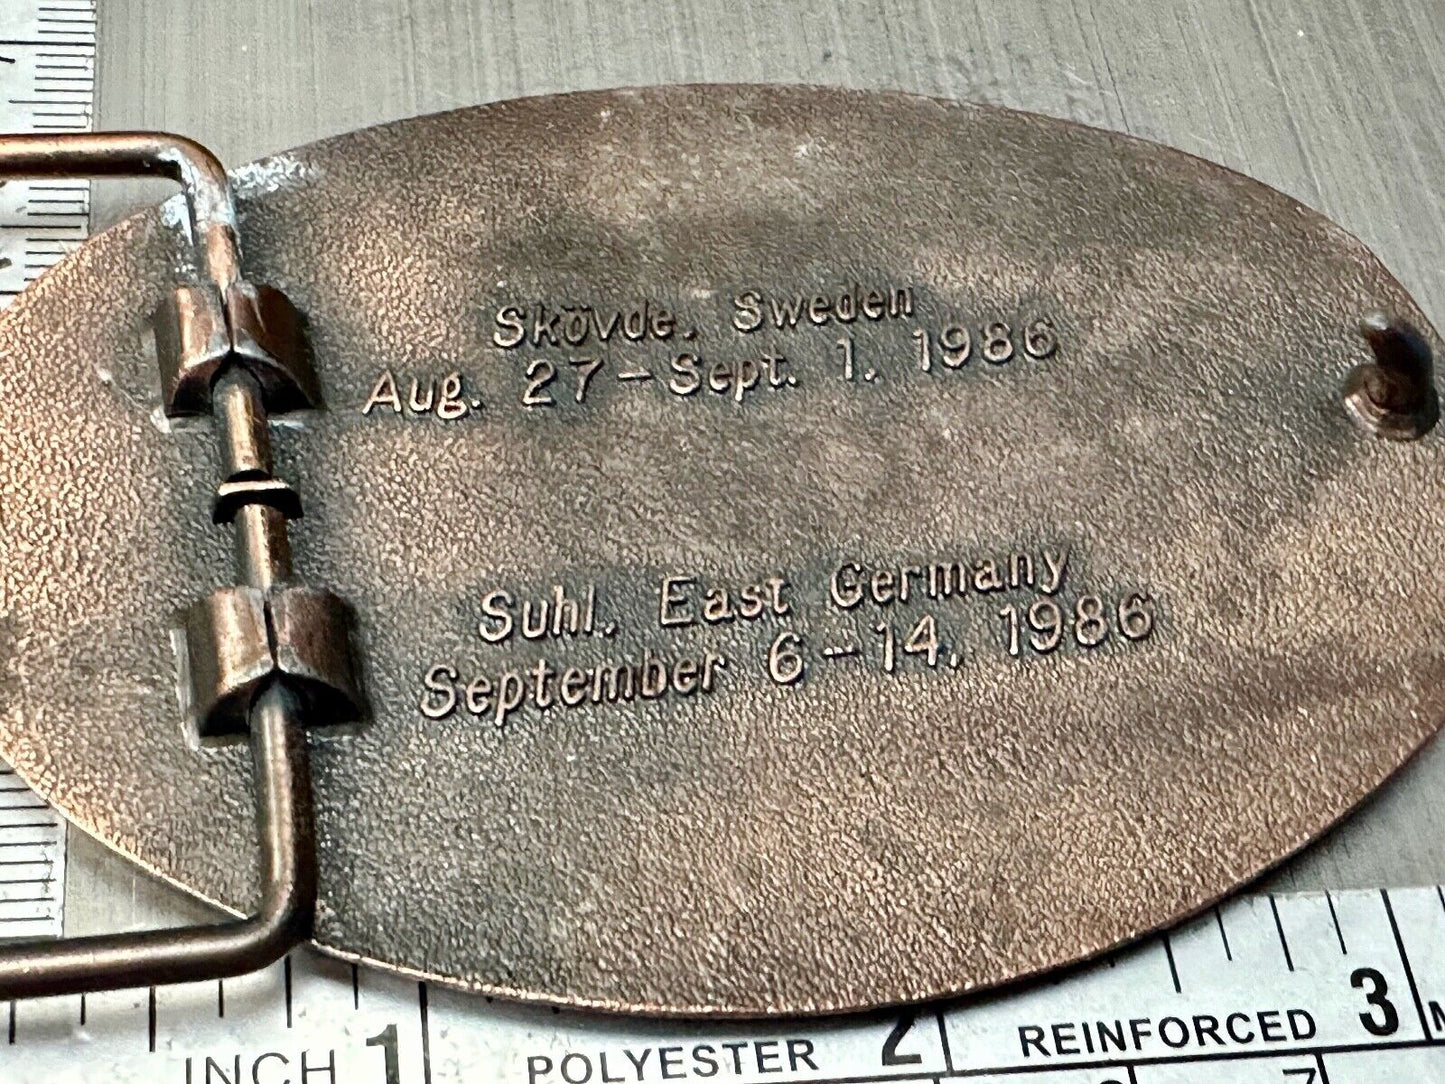 Skövde, Sweden
Aug. 27-Sept. 1, 1986
Suhl, East Germany
September 6-14, 1986
INCH 1 POLYESTER 2 REINFORCED 3